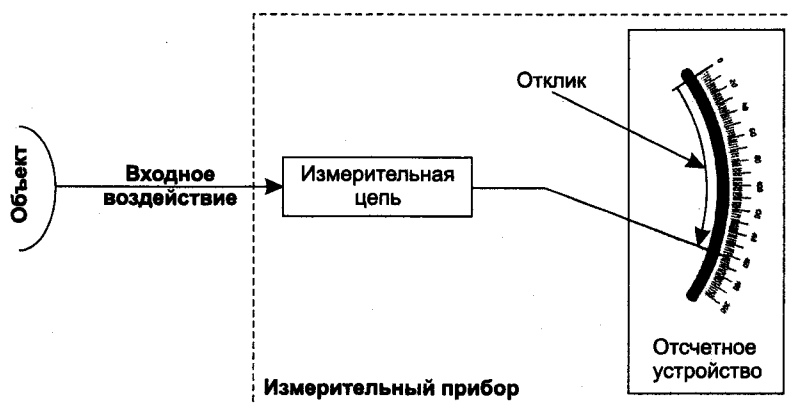 Отклик
Объект
Входное
воздействие
Измерительная
цепь
Отсчетное
устройство
Измерительный прибор